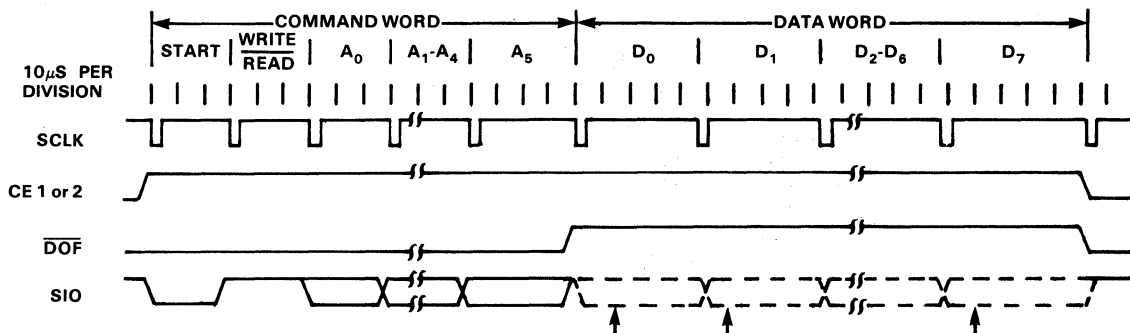 COMMAND WORD DATA WORD
START WRITE A0 A1-A4 A5 D0 D1 D2-D6 D7
READ
10µS PER
DIVISION
SCLK
CE 1 or 2
DOF
SIO